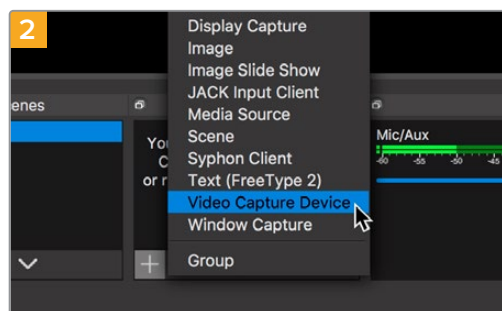 2
Display Capture
Image
Image Slide Show
JACK Input Client
Media Source
Scene
Syphon Client
Text (FreeType 2)
Video Capture Device
Window Capture
Group
enes
Mic/Aux
-60 -55 -50 -45
You
C
or r